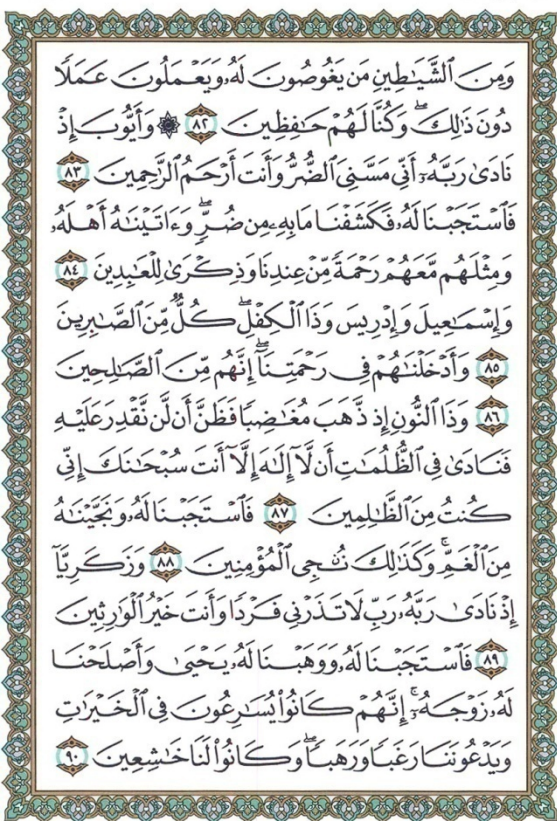 وَمِنَ ٱلشَّيَٰطِينِ مَن يَغُوصُونَ لَهُۥ وَيَعْمَلُونَ عَمَلًا
دُونَ ذَٰلِكَ ۖ وَكُنَّا لَهُمْ حَٰفِظِينَ ٨٢ ۞ وَأَيُّوبَ إِذْ
نَادَىٰ رَبَّهُۥٓ أَنِّى مَسَّنِىَ ٱلضُّرُّ وَأَنتَ أَرْحَمُ ٱلرَّٰحِمِينَ ٨٣
فَٱسْتَجَبْنَا لَهُۥ فَكَشَفْنَا مَا بِهِۦ مِن ضُرٍّ ۖ وَءَاتَيْنَٰهُ أَهْلَهُۥ
وَمِثْلَهُم مَّعَهُمْ رَحْمَةً مِّنْ عِندِنَا وَذِكْرَىٰ لِلْعَٰبِدِينَ ٨٤
وَإِسْمَٰعِيلَ وَإِدْرِيسَ وَذَا ٱلْكِفْلِ ۖ كُلٌّ مِّنَ ٱلصَّٰبِرِينَ
٨٥ وَأَدْخَلْنَٰهُمْ فِى رَحْمَتِنَآ ۖ إِنَّهُم مِّنَ ٱلصَّٰلِحِينَ
٨٦ وَذَا ٱلنُّونِ إِذ ذَّهَبَ مُغَٰضِبًا فَظَنَّ أَن لَّن نَّقْدِرَ عَلَيْهِ
فَنَادَىٰ فِى ٱلظُّلُمَٰتِ أَن لَّآ إِلَٰهَ إِلَّآ أَنتَ سُبْحَٰنَكَ إِنِّى
كُنتُ مِنَ ٱلظَّٰلِمِينَ ٨٧ فَٱسْتَجَبْنَا لَهُۥ وَنَجَّيْنَٰهُ
مِنَ ٱلْغَمِّ ۚ وَكَذَٰلِكَ نُۨجِى ٱلْمُؤْمِنِينَ ٨٨ وَزَكَرِيَّآ
إِذْ نَادَىٰ رَبَّهُۥ رَبِّ لَا تَذَرْنِى فَرْدًا وَأَنتَ خَيْرُ ٱلْوَٰرِثِينَ
٨٩ فَٱسْتَجَبْنَا لَهُۥ وَوَهَبْنَا لَهُۥ يَحْيَىٰ وَأَصْلَحْنَا
لَهُۥ زَوْجَهُۥٓ ۚ إِنَّهُمْ كَانُوا۟ يُسَٰرِعُونَ فِى ٱلْخَيْرَٰتِ
وَيَدْعُونَنَا رَغَبًا وَرَهَبًا ۖ وَكَانُوا۟ لَنَا خَٰشِعِينَ ٩٠